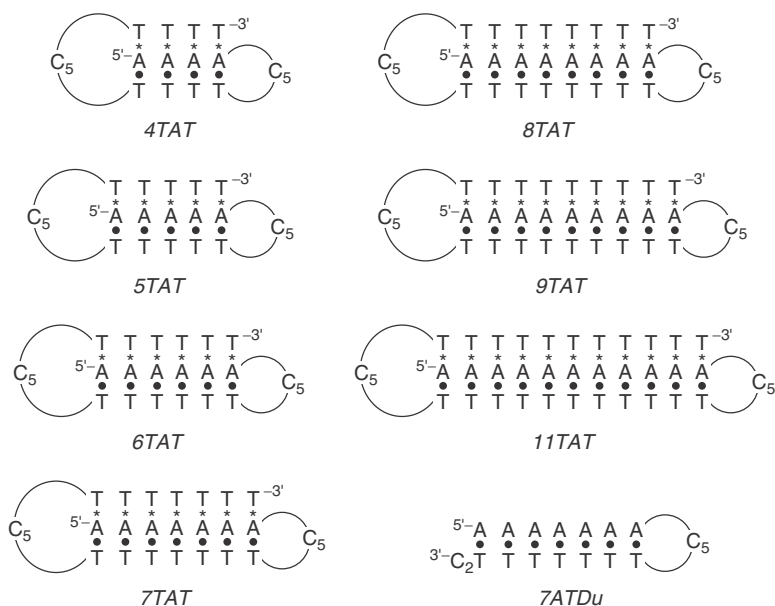 T T T T –3'
* * * *
C5 5'– A A A A C5
● ● ● ●
T T T T
4TAT
T T T T T T T T –3'
* * * * * * * *
C5 5'– A A A A A A A A C5
● ● ● ● ● ● ● ●
T T T T T T T T
8TAT
T T T T T –3'
* * * * *
C5 5'– A A A A A C5
● ● ● ● ●
T T T T T
5TAT
T T T T T T T T T –3'
* * * * * * * * *
C5 5'– A A A A A A A A A C5
● ● ● ● ● ● ● ● ●
T T T T T T T T T
9TAT
T T T T T T –3'
* * * * * *
C5 5'– A A A A A A C5
● ● ● ● ● ●
T T T T T T
6TAT
T T T T T T T T T T T –3'
* * * * * * * * * * *
C5 5'– A A A A A A A A A A A C5
● ● ● ● ● ● ● ● ● ● ●
T T T T T T T T T T T
11TAT
T T T T T T T –3'
* * * * * * *
C5 5'– A A A A A A A C5
● ● ● ● ● ● ●
T T T T T T T
7TAT
5'– A A A A A A A
● ● ● ● ● ● ● C5
3'–C2 T T T T T T T
7ATDu